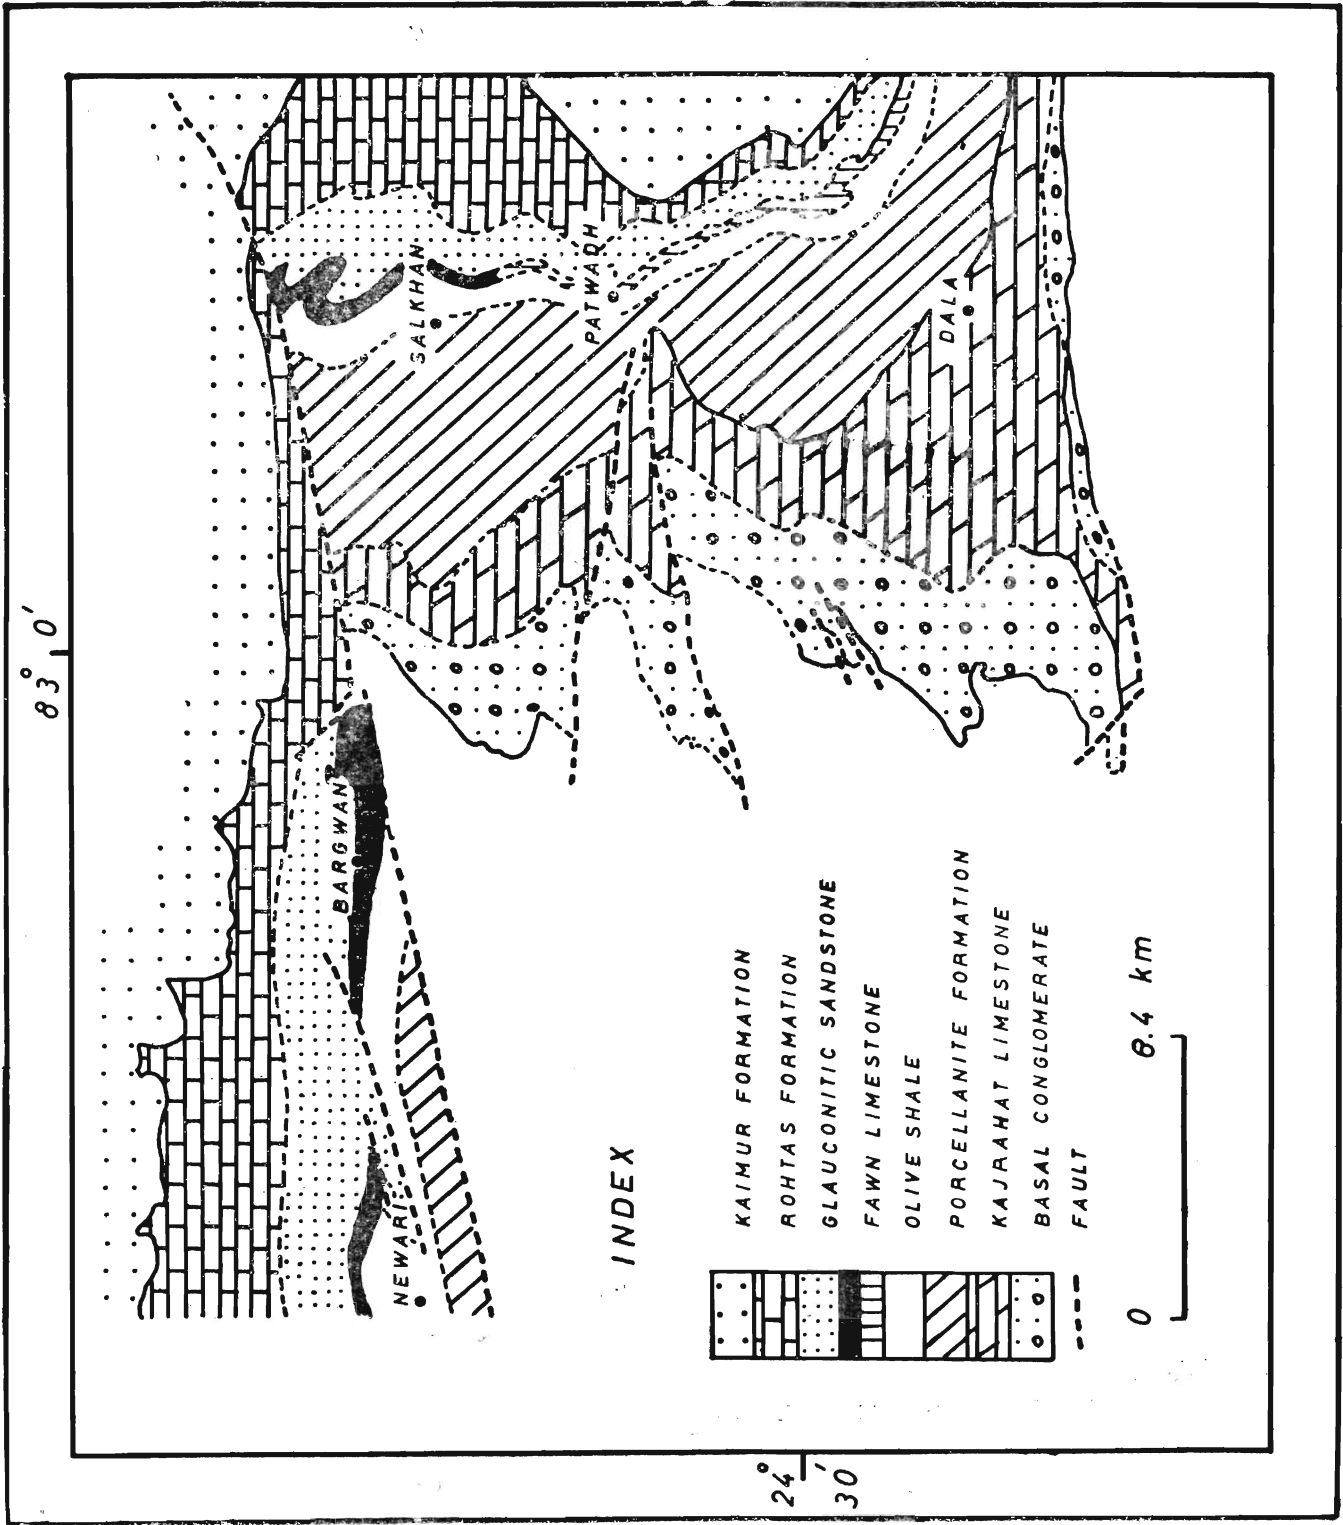 83° 0'
SALKHAN
PATWADH
DALA
BARGWAN
NEWARI
24° 30'
INDEX
KAIMUR FORMATION
ROHTAS FORMATION
GLAUCONITIC SANDSTONE
FAWN LIMESTONE
OLIVE SHALE
PORCELLANITE FORMATION
KAJRAHAT LIMESTONE
BASAL CONGLOMERATE
FAULT
0 6.4 km